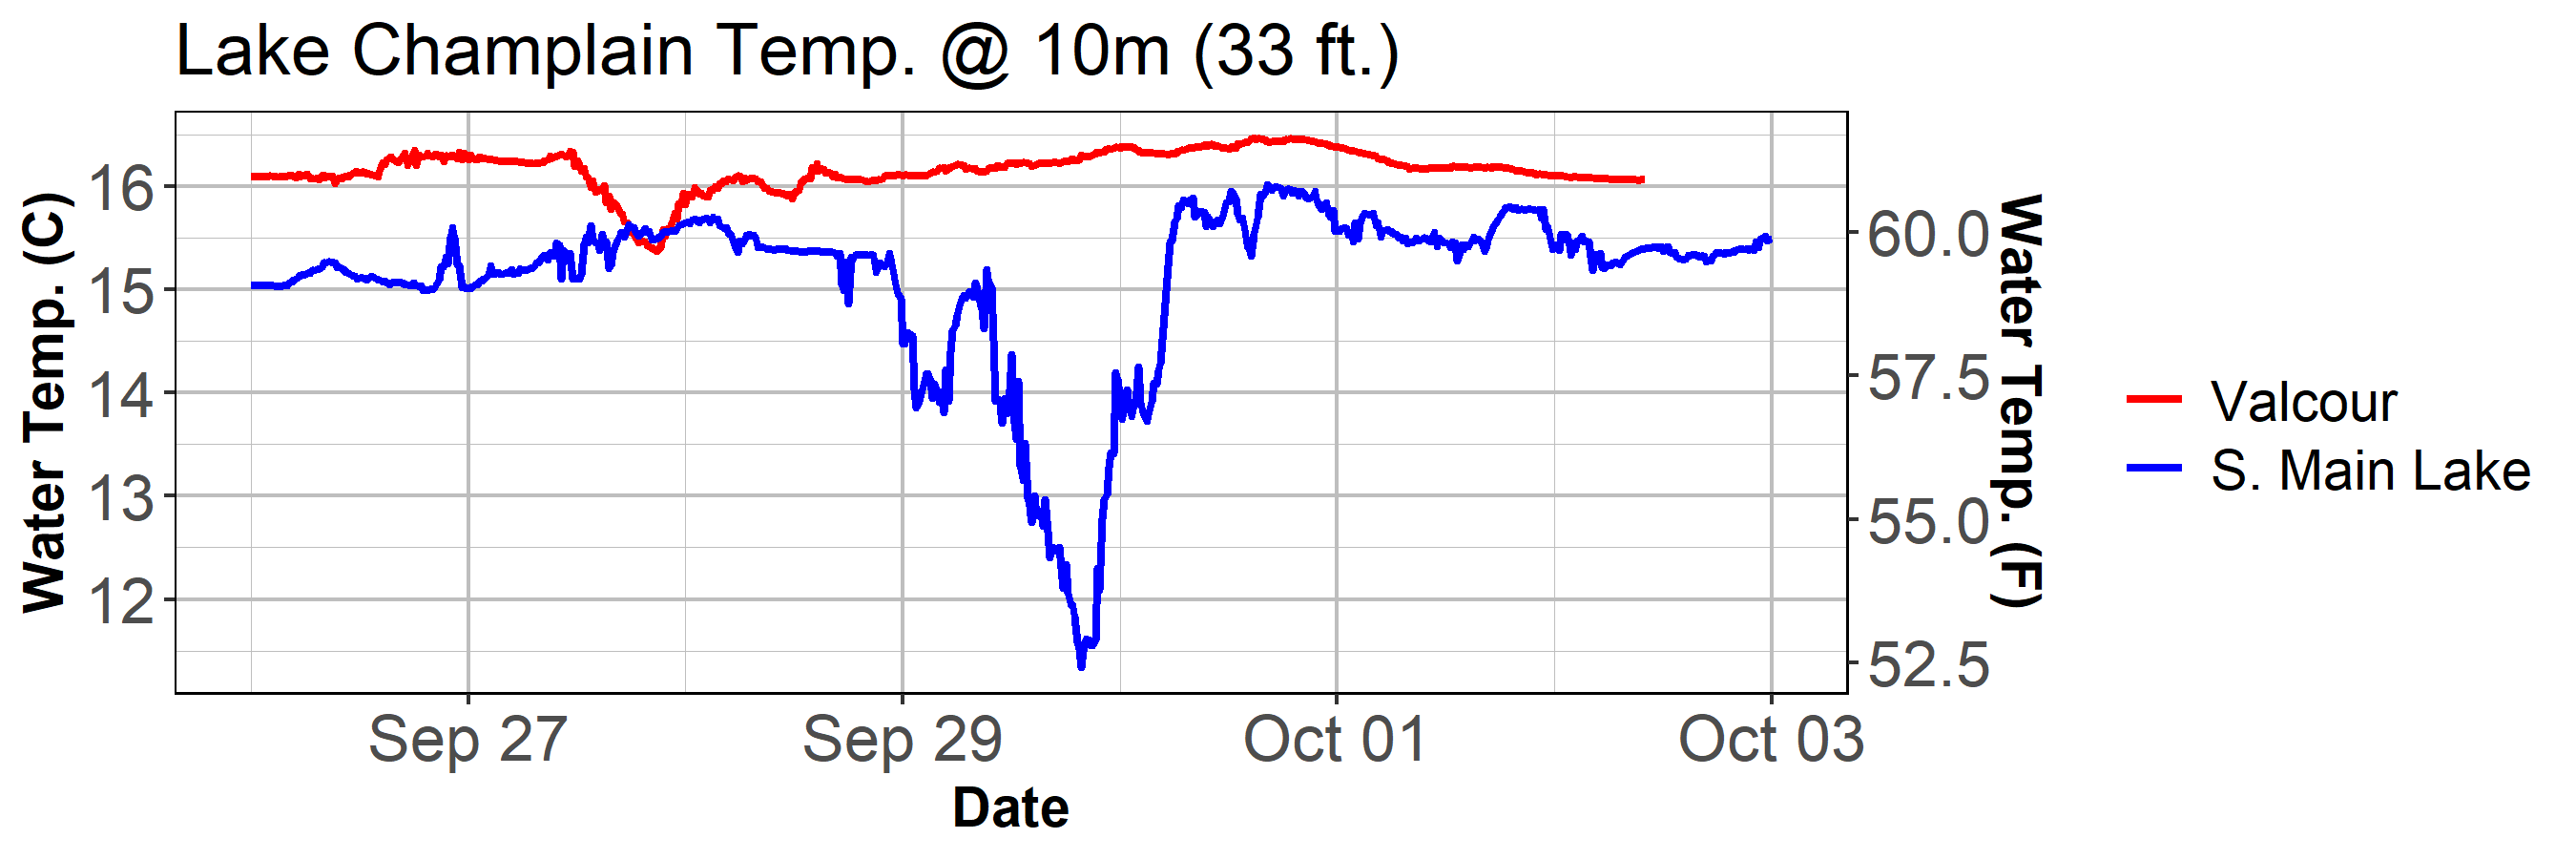 Lake Champlain Temp. @ 10m (33 ft.)
Water Temp. (C)
16
15
14
13
12
60.0
57.5
55.0
52.5
Water Temp. (F)
Sep 27
Sep 29
Oct 01
Oct 03
Date
Valcour
S. Main Lake